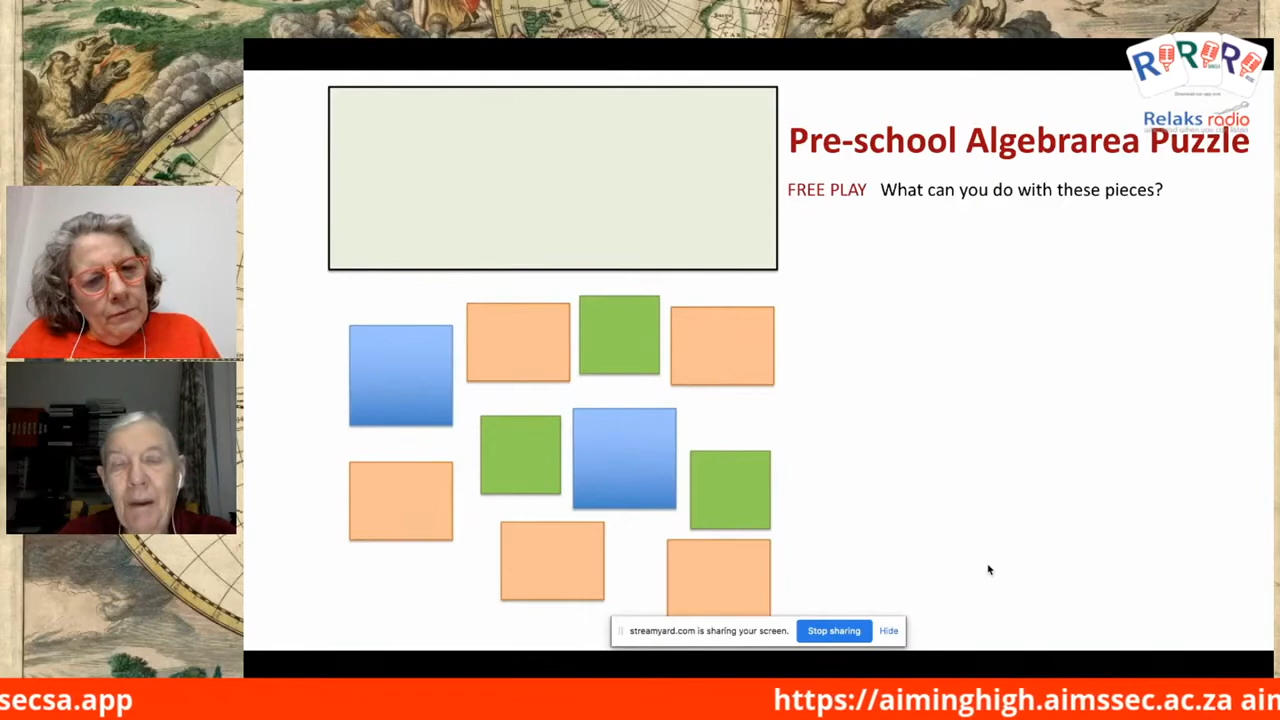 R R R
Relaks radio
Pre-school Algebrarea Puzzle
FREE PLAY What can you do with these pieces?
streamyard.com is sharing your screen. Stop sharing Hide
secsa.app https://aiminghigh.aimssec.ac.za aim